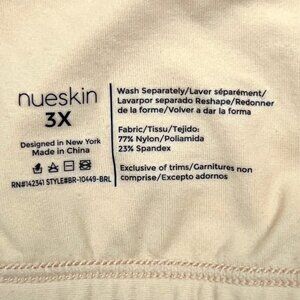 nueskin
3X
Designed in New York
Made in China
RN#142341 STYLE#BR-10449-BRL
Wash Separately/Laver séparément/
Lavarpor separado Reshape/Redonner
de la forme/Volver a dar la forma
Fabric/Tissu/Tejido:
77% Nylon/Poliamida
23% Spandex
Exclusive of trims/Garnitures non
comprise/Excepto adornos